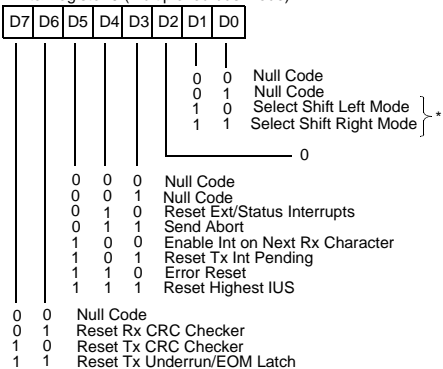 D7 D6 D5 D4 D3 D2 D1 D0
0 0 Null Code
0 1 Null Code
1 0 Select Shift Left Mode
1 1 Select Shift Right Mode
*
0
0 0 0 Null Code
0 0 1 Null Code
0 1 0 Reset Ext/Status Interrupts
0 1 1 Send Abort
1 0 0 Enable Int on Next Rx Character
1 0 1 Reset Tx Int Pending
1 1 0 Error Reset
1 1 1 Reset Highest IUS
0 0 Null Code
0 1 Reset Rx CRC Checker
1 0 Reset Tx CRC Checker
1 1 Reset Tx Underrun/EOM Latch